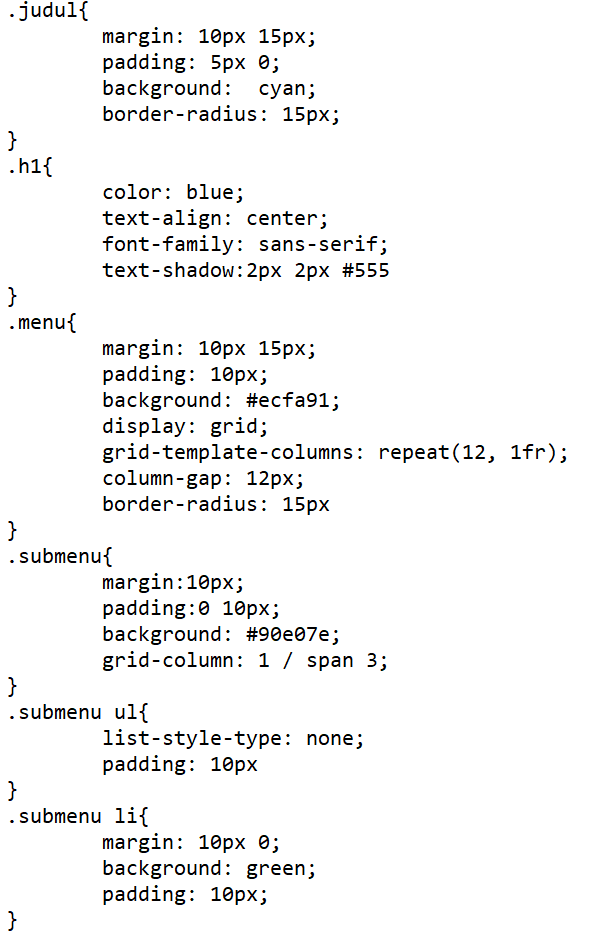 .judul{
        margin: 10px 15px;
        padding: 5px 0;
        background:  cyan;
        border-radius: 15px;
}
.h1{
        color: blue;
        text-align: center;
        font-family: sans-serif;
        text-shadow:2px 2px #555
}
.menu{
        margin: 10px 15px;
        padding: 10px;
        background: #ecfa91;
        display: grid;
        grid-template-columns: repeat(12, 1fr);
        column-gap: 12px;
        border-radius: 15px
}
.submenu{
        margin:10px;
        padding:0 10px;
        background: #90e07e;
        grid-column: 1 / span 3;
}
.submenu ul{
        list-style-type: none;
        padding: 10px
}
.submenu li{
        margin: 10px 0;
        background: green;
        padding: 10px;
}